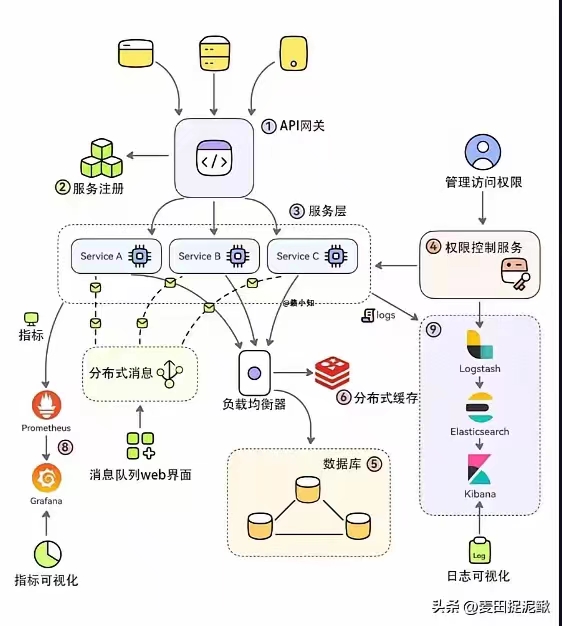 ① API网关
② 服务注册
管理访问权限
③ 服务层
④ 权限控制服务
Service A
Service B
Service C
@鹿小知
logs
⑨
指标
分布式消息
Logstash
负载均衡器
⑥ 分布式缓存
Prometheus
Elasticsearch
⑧
消息队列web界面
数据库 ⑤
Kibana
Grafana
Log
指标可视化
日志可视化
头条 @麦田捉泥鳅